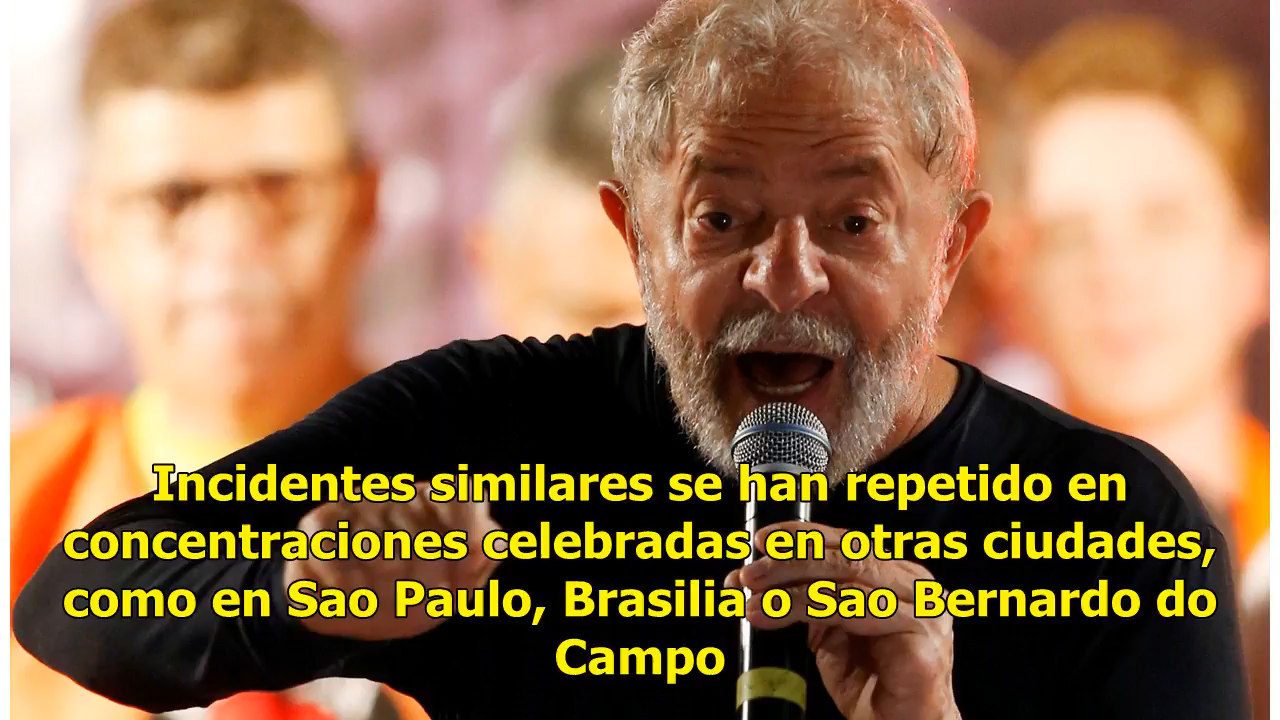 Incidentes similares se han repetido en
concentraciones celebradas en otras ciudades,
como en Sao Paulo, Brasilia o Sao Bernardo do
Campo